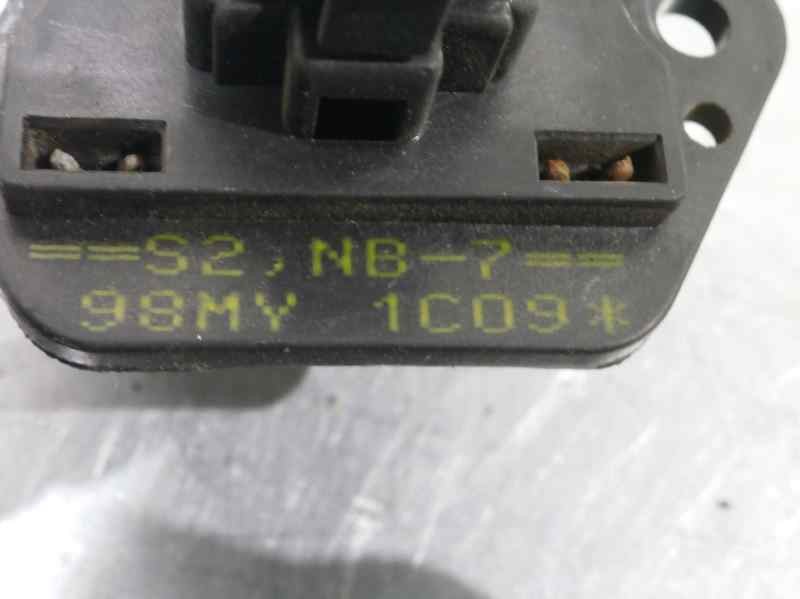 ==S2,NB-7==
98MY 1C09*